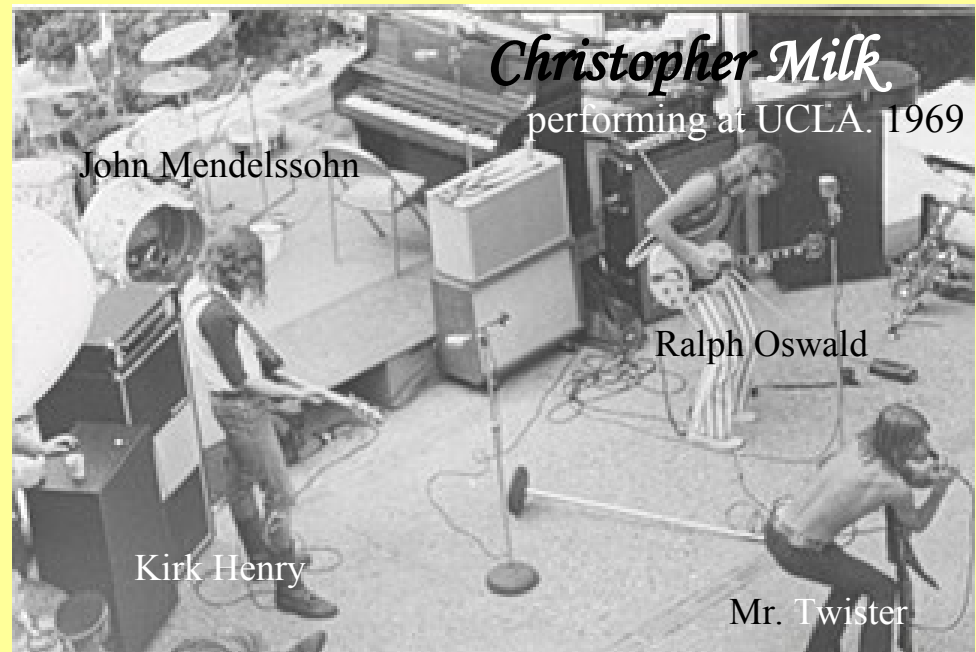 Christopher Milk
performing at UCLA. 1969
John Mendelssohn
Ralph Oswald
Kirk Henry
Mr. Twister